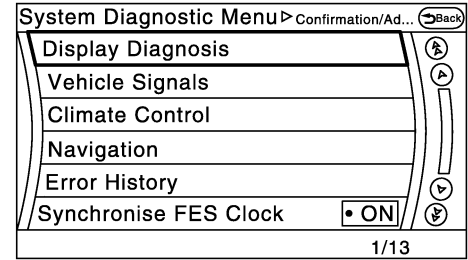 System Diagnostic Menu▷Confirmation/Ad... Back
Display Diagnosis
Vehicle Signals
Climate Control
Navigation
Error History
Synchronise FES Clock • ON
1/13